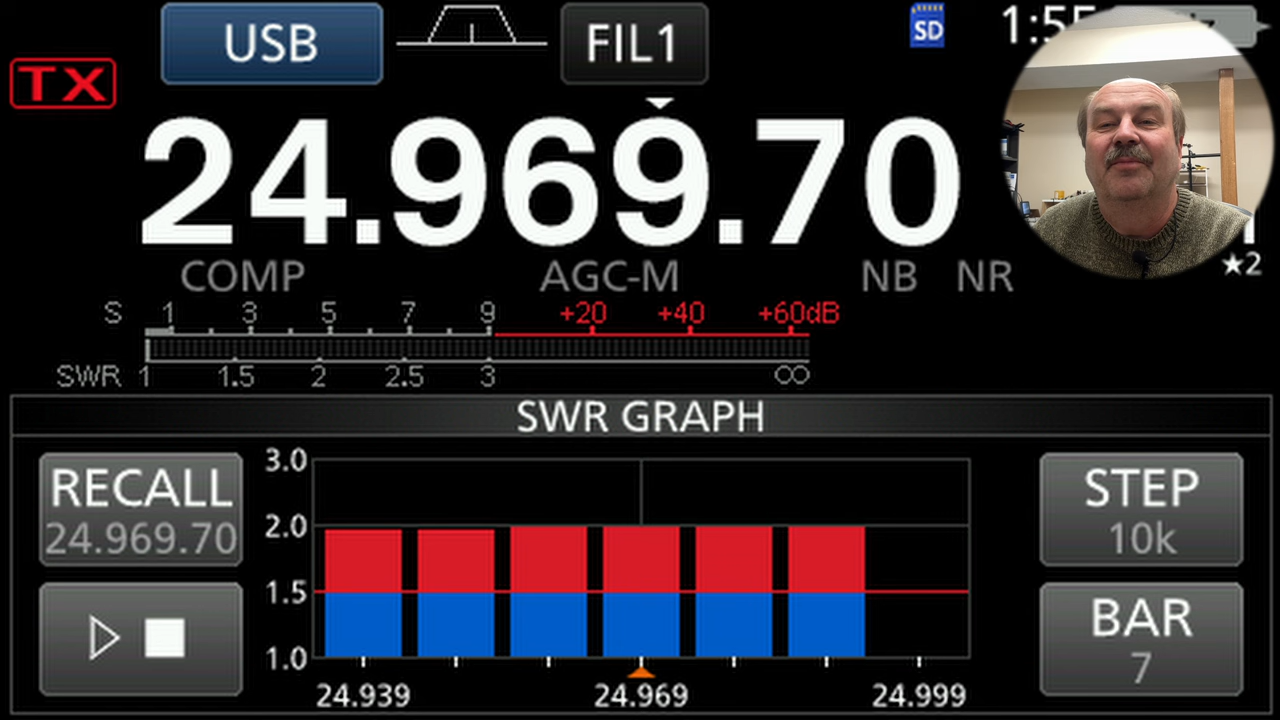 USB FIL1 SD
TX
24.969.70
★2
COMP AGC-M NB NR
S 1 3 5 7 9 +20 +40 +60dB
SWR 1 1.5 2 2.5 3 ∞
SWR GRAPH
RECALL
24.969.70
3.0
2.0
1.5
1.0
24.939 24.969 24.999
STEP
10k
BAR
7